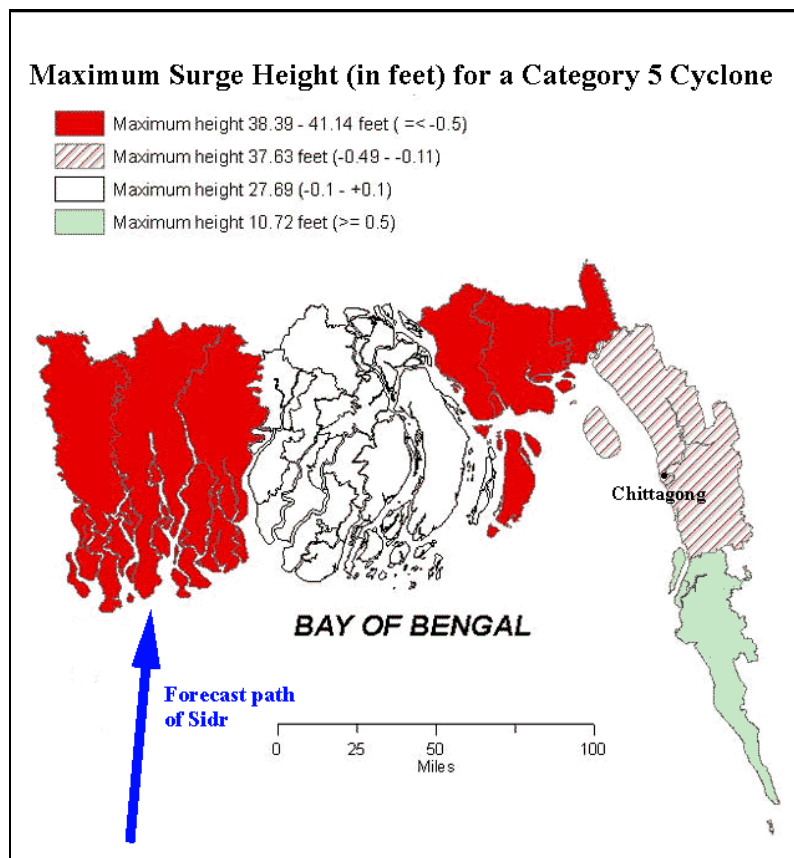 Maximum Surge Height (in feet) for a Category 5 Cyclone
Maximum height 38.39 - 41.14 feet ( =< -0.5)
Maximum height 37.63 feet (-0.49 - -0.11)
Maximum height 27.69 (-0.1 - +0.1)
Maximum height 10.72 feet (>= 0.5)
Chittagong
BAY OF BENGAL
Forecast path
of Sidr
0 25 50 100
Miles